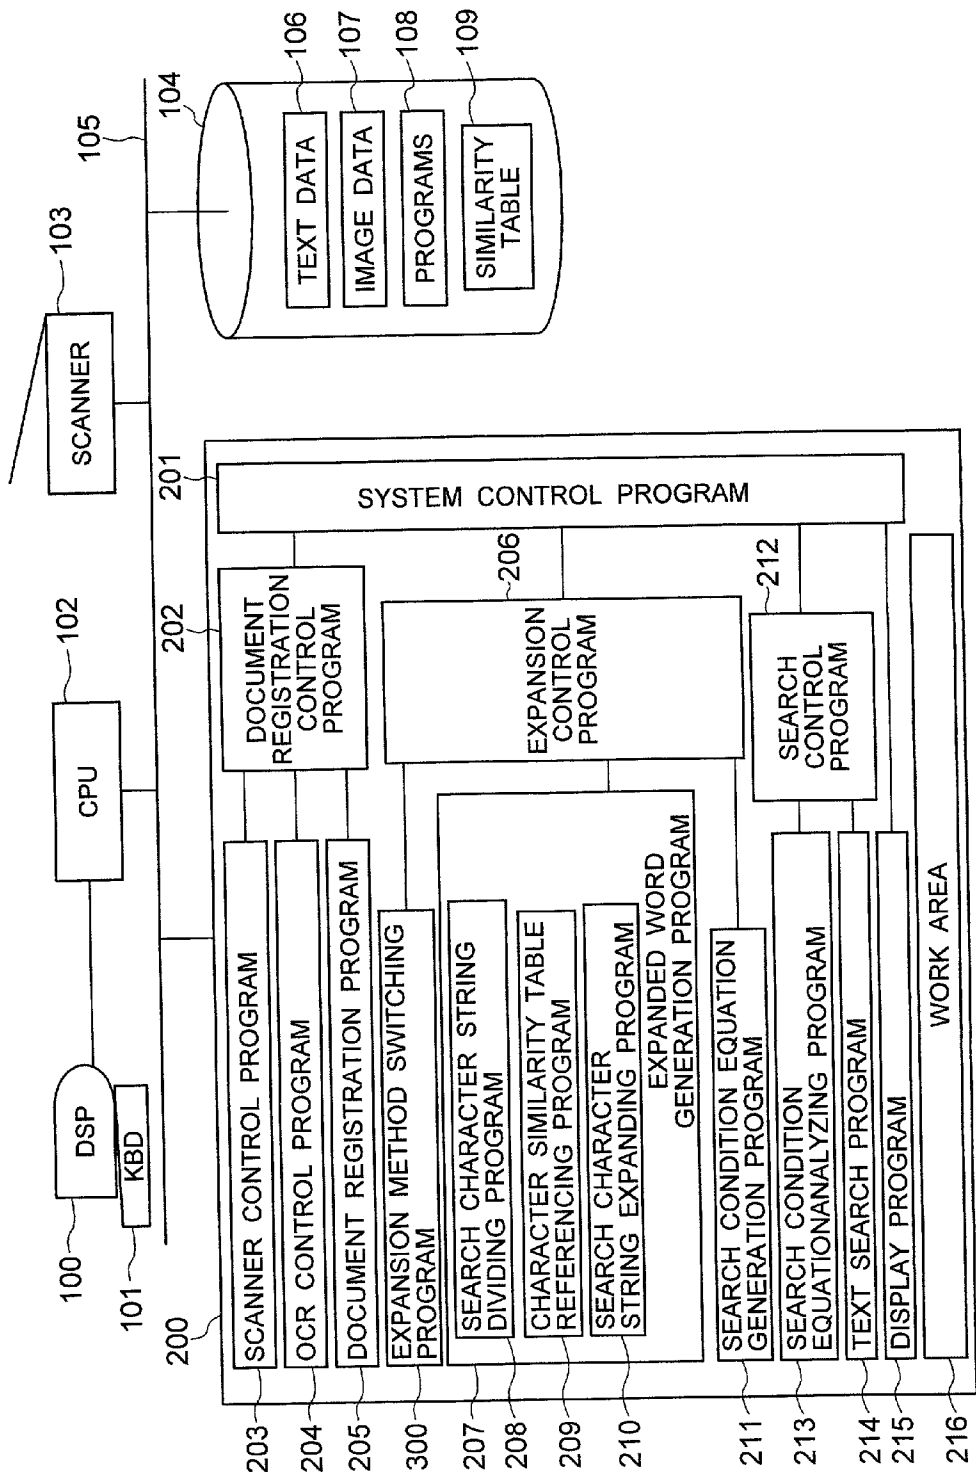 100
DSP
101
KBD
102
CPU
103
SCANNER
105
104
106
TEXT DATA
107
IMAGE DATA
108
PROGRAMS
109
SIMILARITY
TABLE
200
201
SYSTEM CONTROL PROGRAM
202
DOCUMENT
REGISTRATION
CONTROL
PROGRAM
203
SCANNER CONTROL PROGRAM
204
OCR CONTROL PROGRAM
205
DOCUMENT REGISTRATION PROGRAM
206
EXPANSION
CONTROL
PROGRAM
300
EXPANSION METHOD SWITCHING
PROGRAM
207
208
SEARCH CHARACTER STRING
DIVIDING PROGRAM
209
CHARACTER SIMILARITY TABLE
REFERENCING PROGRAM
210
SEARCH CHARACTER
STRING EXPANDING PROGRAM
EXPANDED WORD
GENERATION PROGRAM
211
SEARCH CONDITION EQUATION
GENERATION PROGRAM
212
SEARCH
CONTROL
PROGRAM
213
SEARCH CONDITION
EQUATIONANALYZING PROGRAM
214
TEXT SEARCH PROGRAM
215
DISPLAY PROGRAM
216
WORK AREA